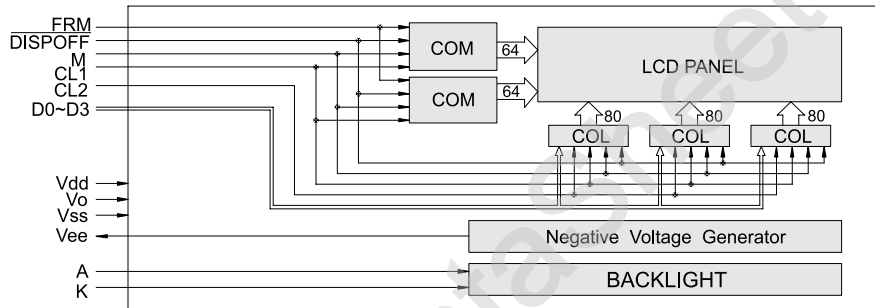 FRM
DISPOFF
M
CL1
CL2
D0~D3
COM
64
COM
64
LCD PANEL
80
80
80
COL
COL
COL
Vdd
Vo
Vss
Vee
Negative Voltage Generator
A
K
BACKLIGHT